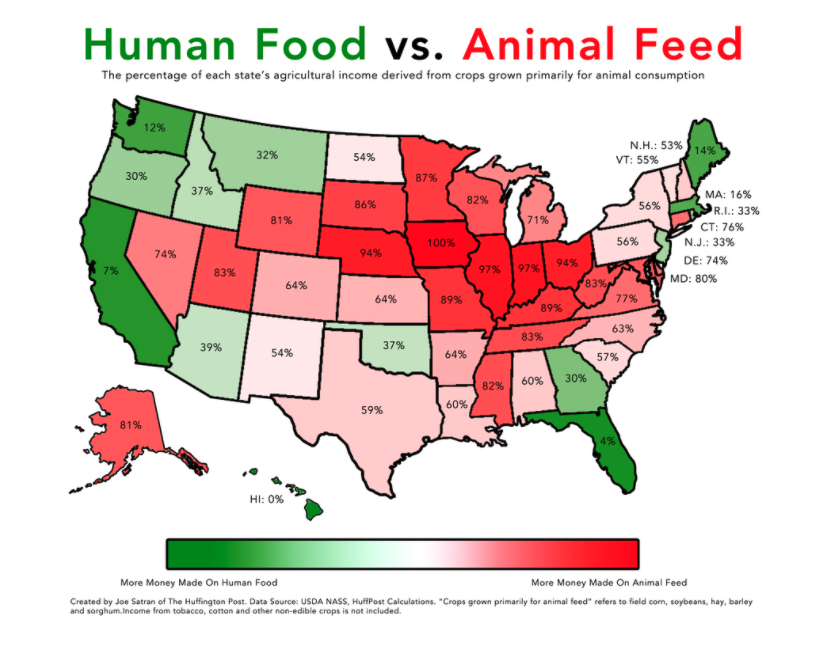 Human Food vs. Animal Feed
The percentage of each state's agricultural income derived from crops grown primarily for animal consumption
12%
32%
54%
87%
N.H.: 53%
VT: 55%
14%
30%
37%
86%
82%
71%
56%
MA: 16%
R.I.: 33%
CT: 76%
N.J.: 33%
DE: 74%
MD: 80%
81%
94%
100%
56%
7%
74%
83%
64%
64%
97%
97%
94%
83%
77%
89%
89%
63%
39%
54%
37%
64%
83%
57%
59%
60%
82%
60%
30%
4%
81%
HI: 0%
More Money Made On Human Food
More Money Made On Animal Feed
Created by Joe Satran of The Huffington Post. Data Source: USDA NASS, HuffPost Calculations. "Crops grown primarily for animal feed" refers to field corn, soybeans, hay, barley
and sorghum.Income from tobacco, cotton and other non-edible crops is not included.